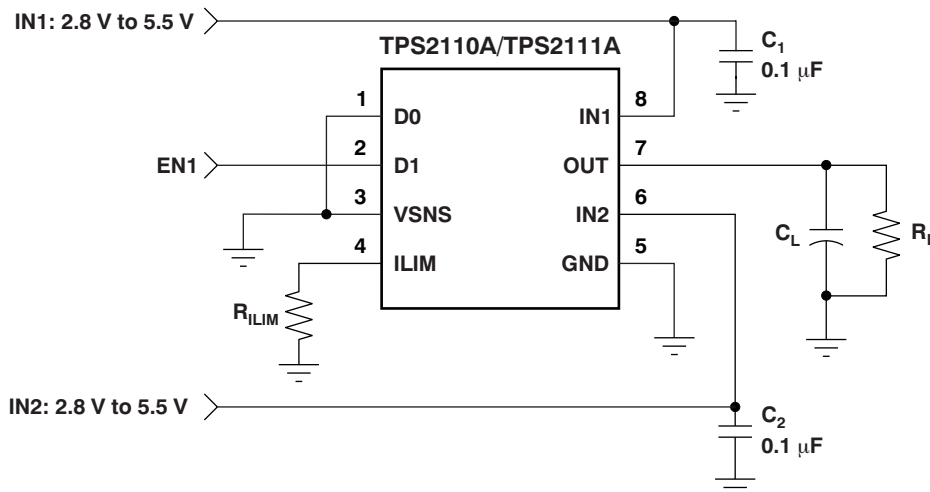 IN1: 2.8 V to 5.5 V
TPS2110A/TPS2111A
C1
0.1 μF
1
D0
IN1
8
EN1
2
D1
OUT
7
3
VSNS
IN2
6
4
ILIM
GND
5
CL
RILIM
IN2: 2.8 V to 5.5 V
C2
0.1 μF